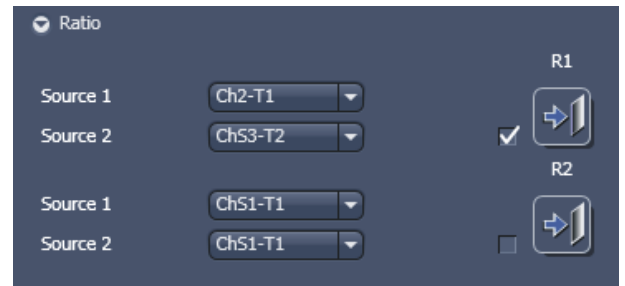 Ratio
R1
Source 1 Ch2-T1
Source 2 ChS3-T2
R2
Source 1 ChS1-T1
Source 2 ChS1-T1